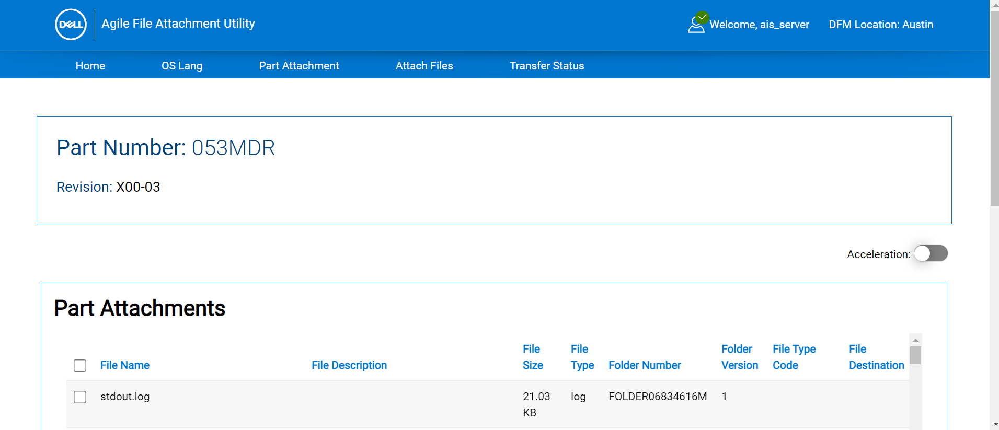 DELL
Agile File Attachment Utility
Welcome, ais_server
DFM Location: Austin
Home
OS Lang
Part Attachment
Attach Files
Transfer Status
Part Number: 053MDR
Revision: X00-03
Acceleration:
Part Attachments
File Name
File Description
File
Size
File
Type
Folder Number
Folder
Version
File Type
Code
File
Destination
stdout.log
21.03
KB
log
FOLDER06834616M
1